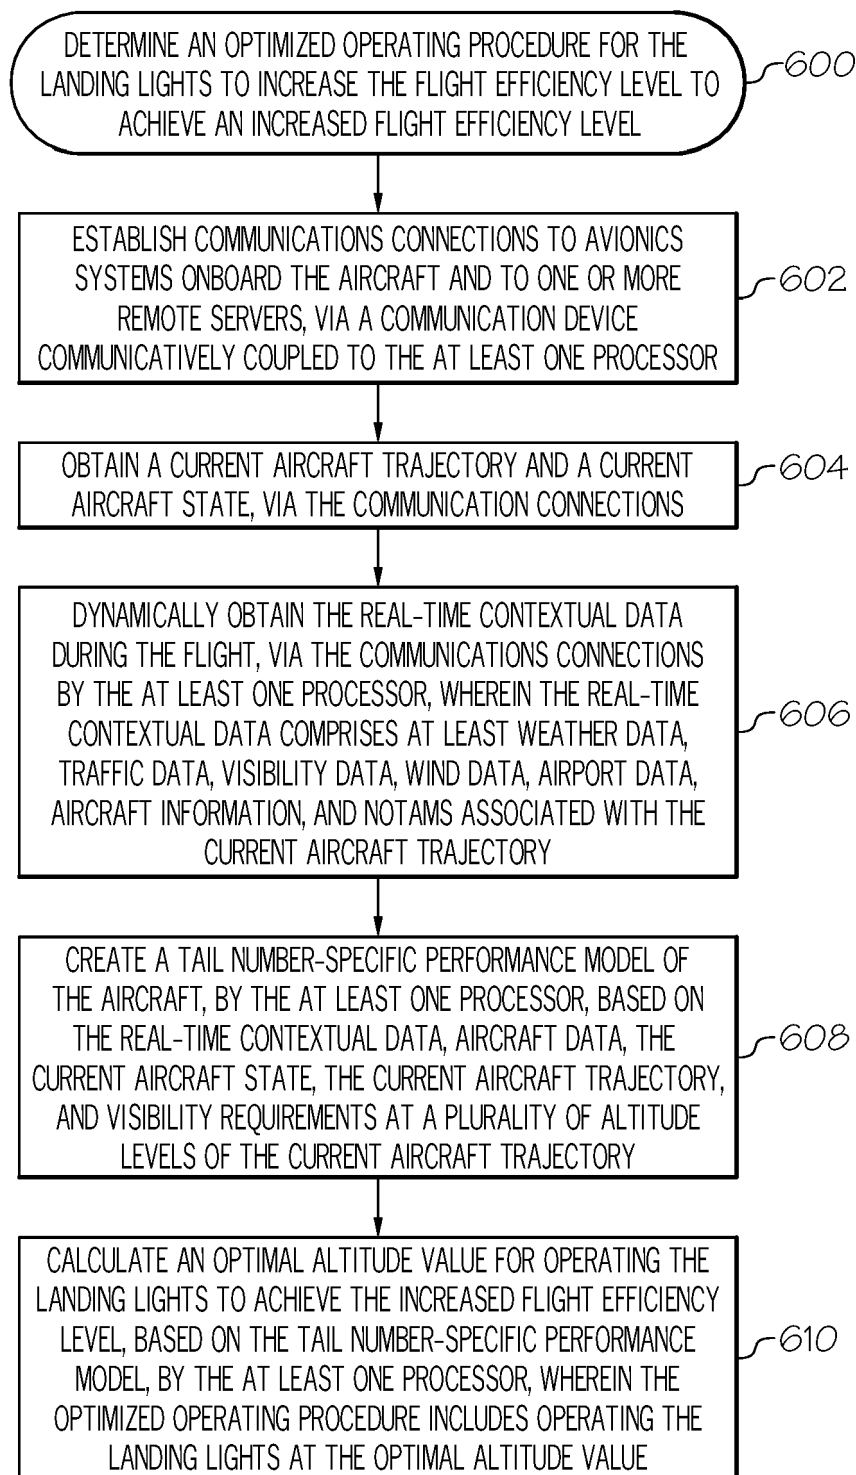 DETERMINE AN OPTIMIZED OPERATING PROCEDURE FOR THE
LANDING LIGHTS TO INCREASE THE FLIGHT EFFICIENCY LEVEL TO
ACHIEVE AN INCREASED FLIGHT EFFICIENCY LEVEL
600
ESTABLISH COMMUNICATIONS CONNECTIONS TO AVIONICS
SYSTEMS ONBOARD THE AIRCRAFT AND TO ONE OR MORE
REMOTE SERVERS, VIA A COMMUNICATION DEVICE
COMMUNICATIVELY COUPLED TO THE AT LEAST ONE PROCESSOR
602
OBTAIN A CURRENT AIRCRAFT TRAJECTORY AND A CURRENT
AIRCRAFT STATE, VIA THE COMMUNICATION CONNECTIONS
604
DYNAMICALLY OBTAIN THE REAL-TIME CONTEXTUAL DATA
DURING THE FLIGHT, VIA THE COMMUNICATIONS CONNECTIONS
BY THE AT LEAST ONE PROCESSOR, WHEREIN THE REAL-TIME
CONTEXTUAL DATA COMPRISES AT LEAST WEATHER DATA,
TRAFFIC DATA, VISIBILITY DATA, WIND DATA, AIRPORT DATA,
AIRCRAFT INFORMATION, AND NOTAMS ASSOCIATED WITH THE
CURRENT AIRCRAFT TRAJECTORY
606
CREATE A TAIL NUMBER-SPECIFIC PERFORMANCE MODEL OF
THE AIRCRAFT, BY THE AT LEAST ONE PROCESSOR, BASED ON
THE REAL-TIME CONTEXTUAL DATA, AIRCRAFT DATA, THE
CURRENT AIRCRAFT STATE, THE CURRENT AIRCRAFT TRAJECTORY,
AND VISIBILITY REQUIREMENTS AT A PLURALITY OF ALTITUDE
LEVELS OF THE CURRENT AIRCRAFT TRAJECTORY
608
CALCULATE AN OPTIMAL ALTITUDE VALUE FOR OPERATING THE
LANDING LIGHTS TO ACHIEVE THE INCREASED FLIGHT EFFICIENCY
LEVEL, BASED ON THE TAIL NUMBER-SPECIFIC PERFORMANCE
MODEL, BY THE AT LEAST ONE PROCESSOR, WHEREIN THE
OPTIMIZED OPERATING PROCEDURE INCLUDES OPERATING THE
LANDING LIGHTS AT THE OPTIMAL ALTITUDE VALUE
610